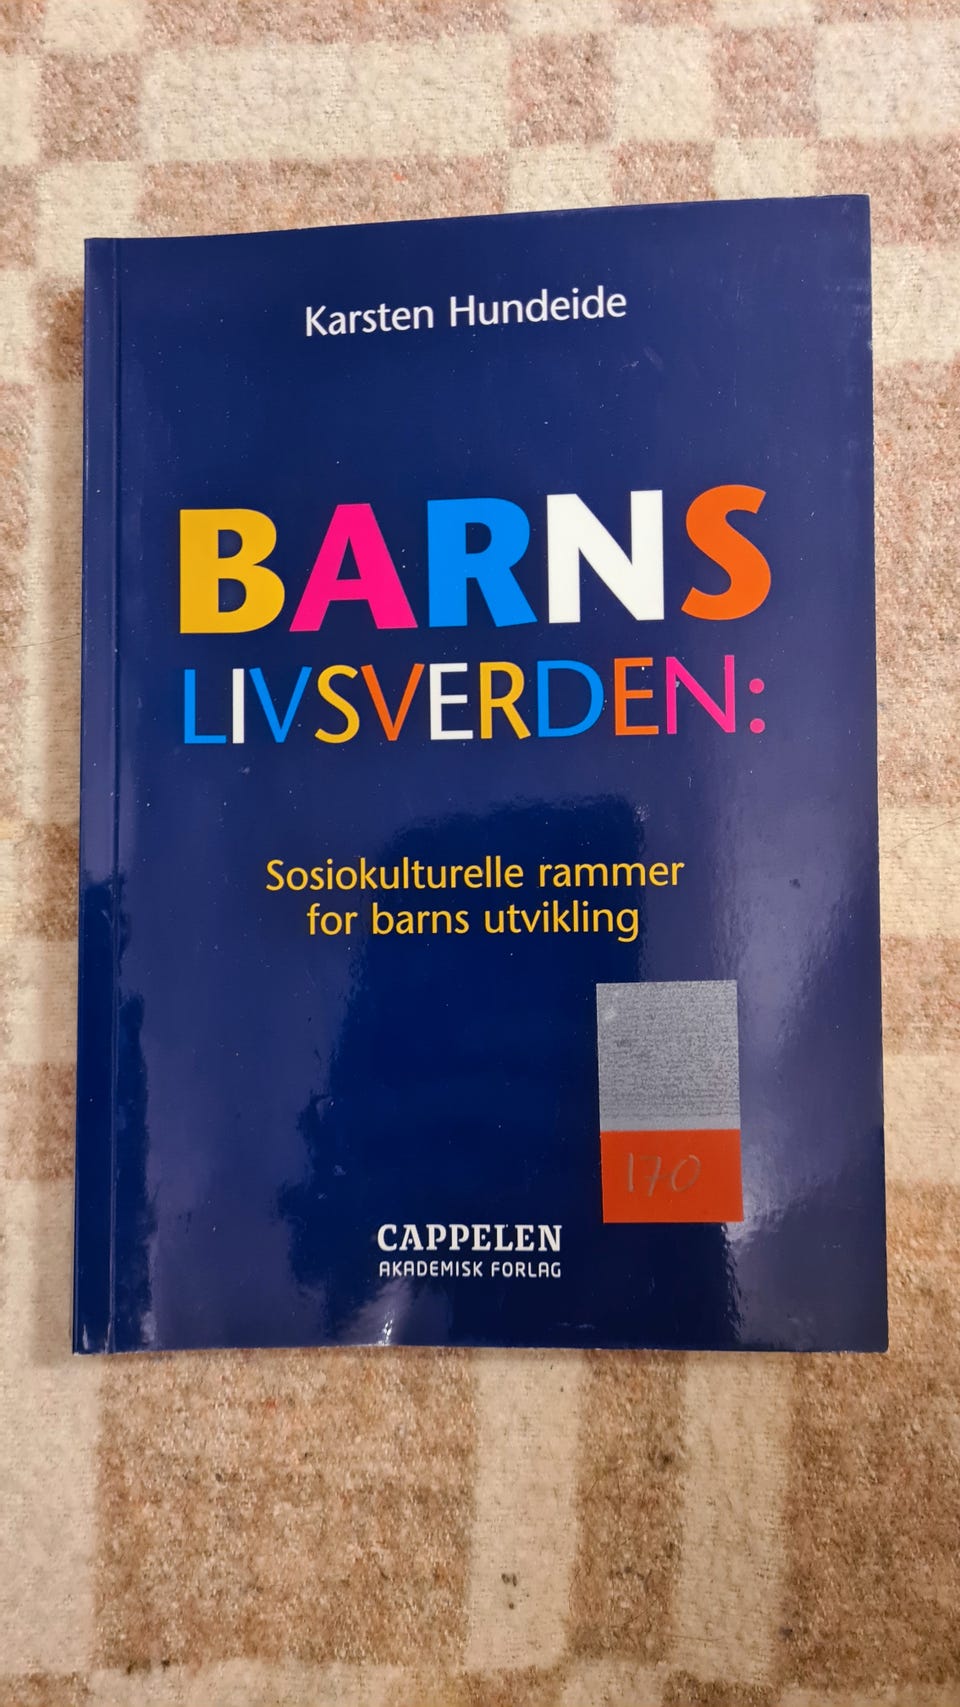 Karsten Hundeide
BARNS
LIVSVERDEN:
Sosiokulturelle rammer
for barns utvikling
170
CAPPELEN
AKADEMISK FORLAG